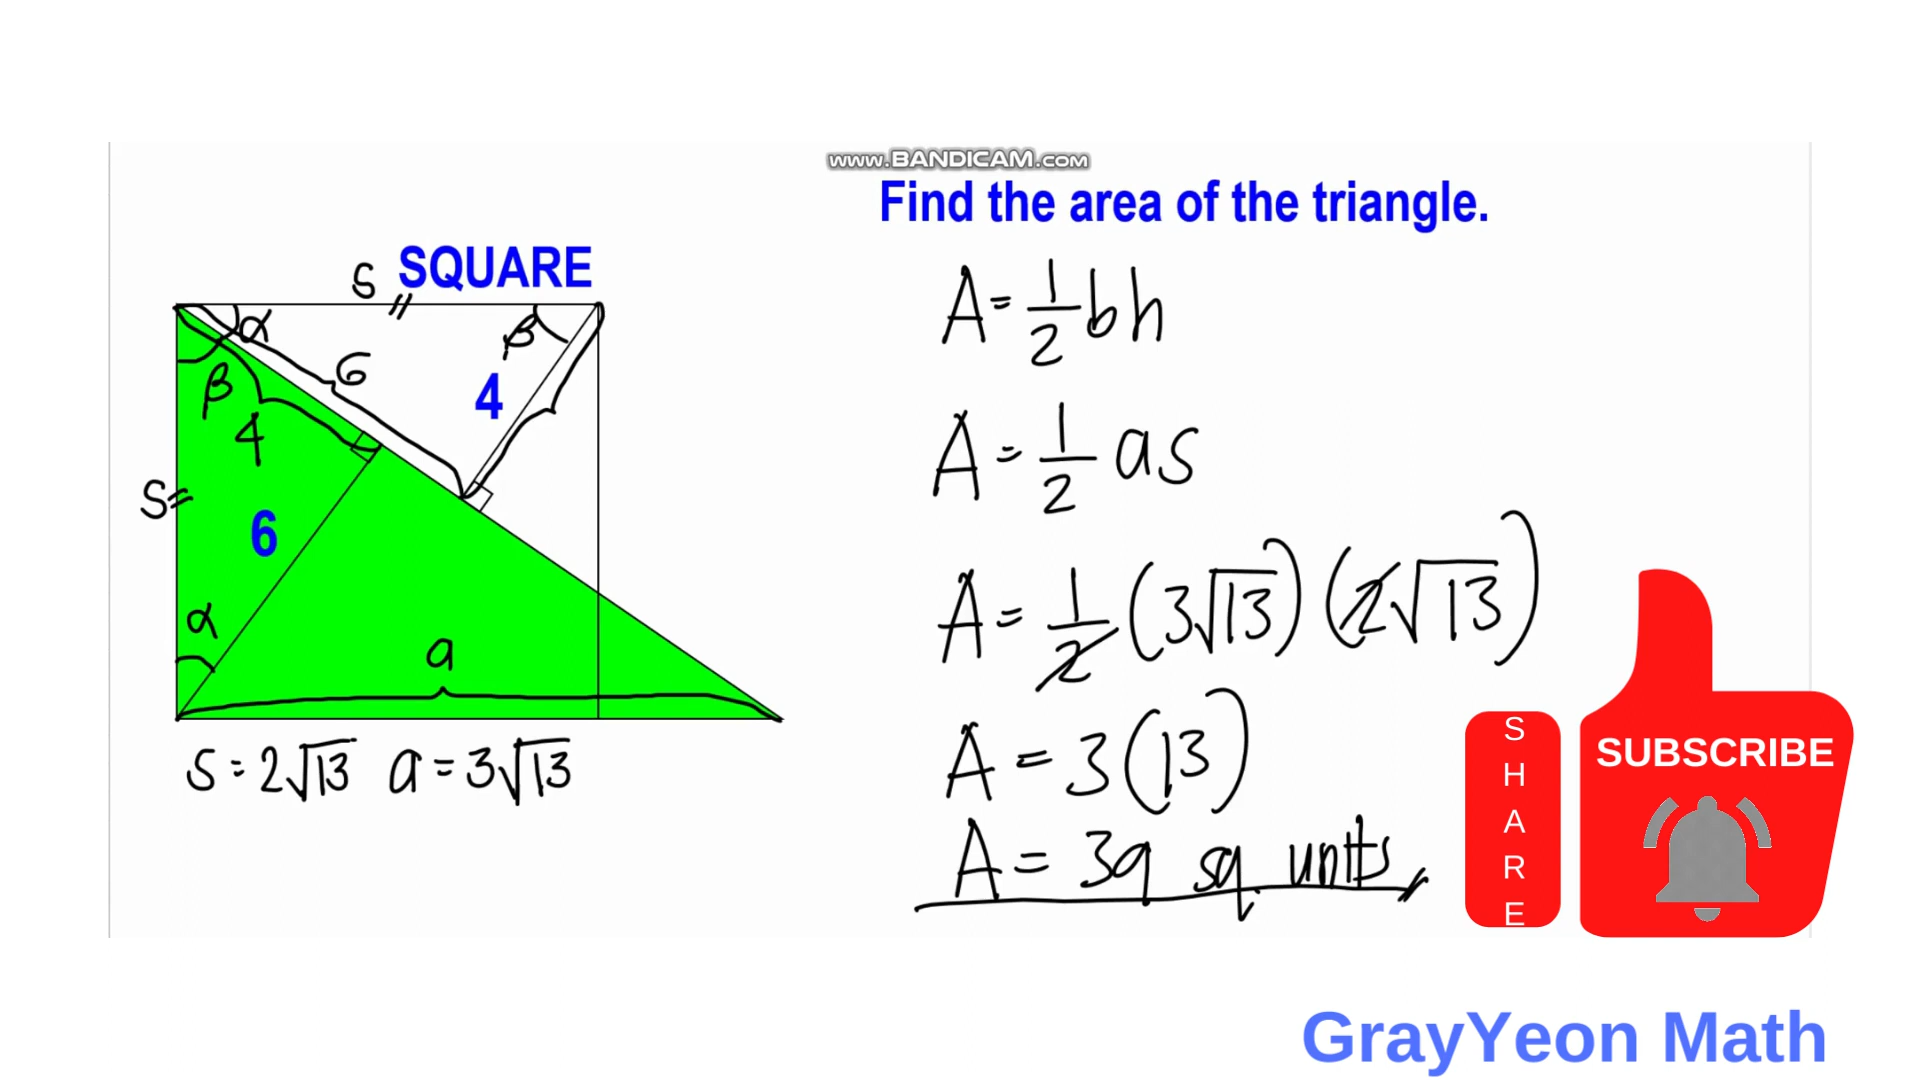 www.BANDICAM.com
Find the area of the triangle.
SQUARE
s
α
β
6
4
β
4
s
6
α
a
s = 2√13 a = 3√13
A = 1/2 bh
A = 1/2 as
A = 1/2 (3√13)(2√13)
A = 3(13)
A = 39 sq units
SHARE
SUBSCRIBE
GrayYeon Math